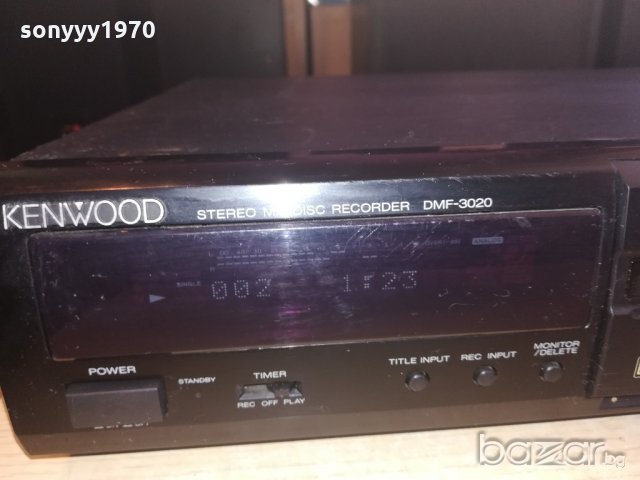 sonyyy1970
KENWOOD
STEREO MINIDISC RECORDER DMF-3020
SINGLE
002 1:23
POWER
STANDBY
TIMER
REC OFF PLAY
TITLE INPUT
REC INPUT
MONITOR
/DELETE
bazar.bg